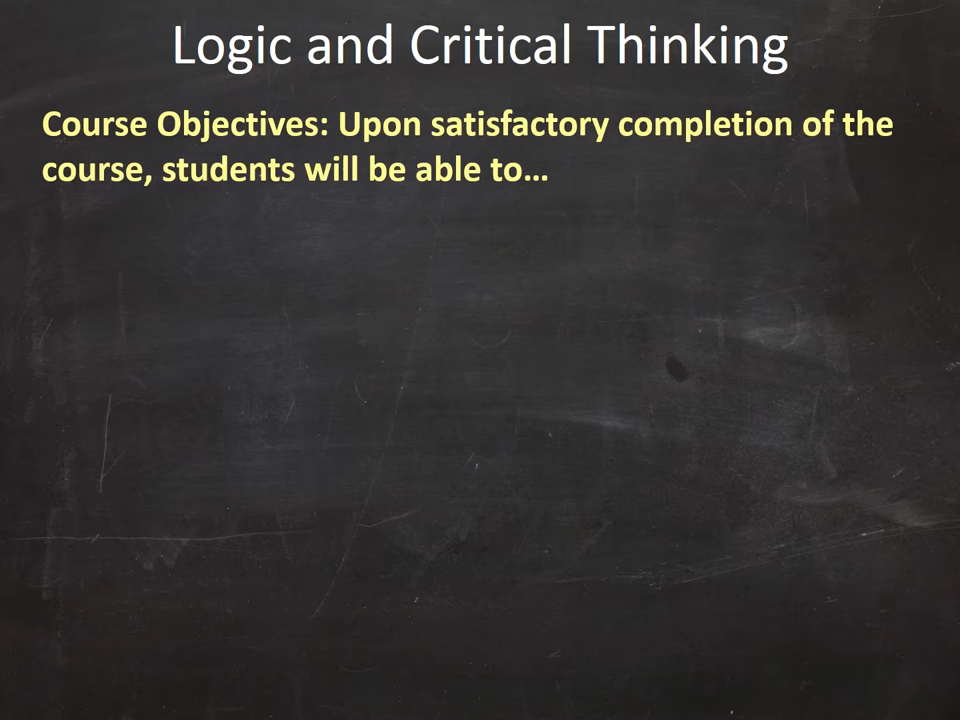 Logic and Critical Thinking
Course Objectives: Upon satisfactory completion of the
course, students will be able to…